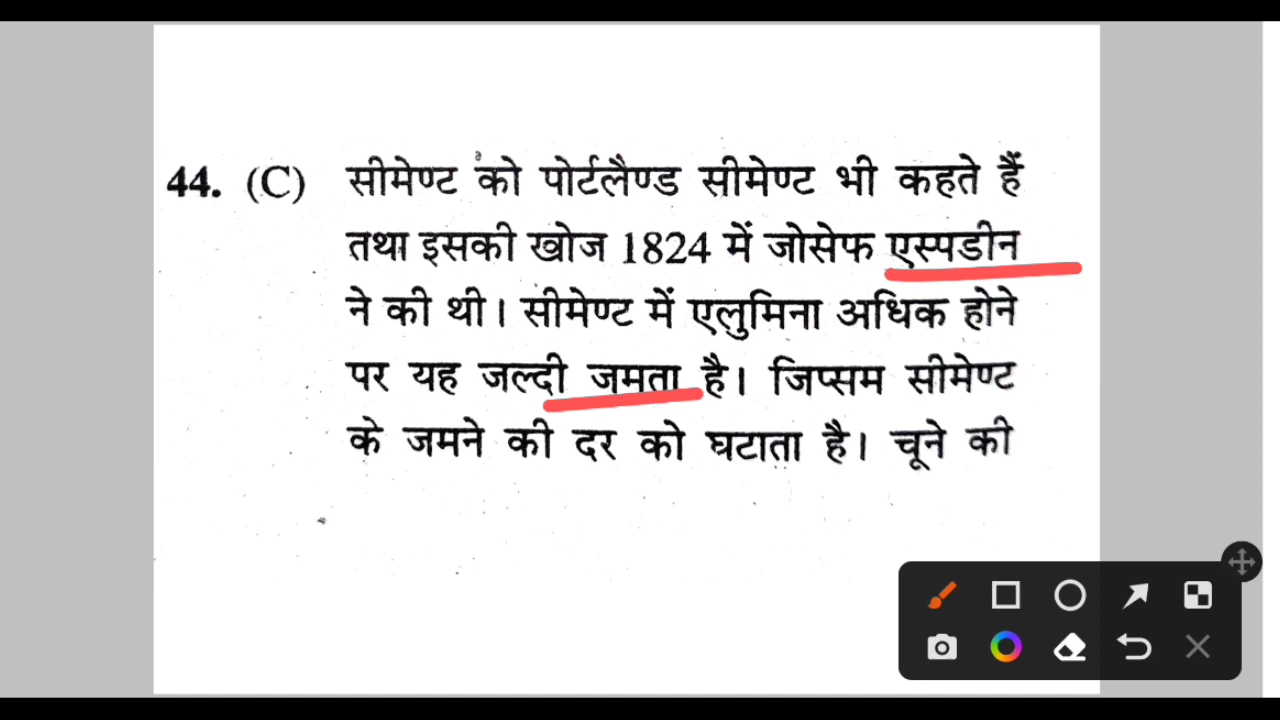 44. (C) सीमेण्ट को पोर्टलैण्ड सीमेण्ट भी कहते हैं
तथा इसकी खोज 1824 में जोसेफ एस्पडीन
ने की थी। सीमेण्ट में एलुमिना अधिक होने
पर यह जल्दी जमता है। जिप्सम सीमेण्ट
के जमने की दर को घटाता है। चूने की